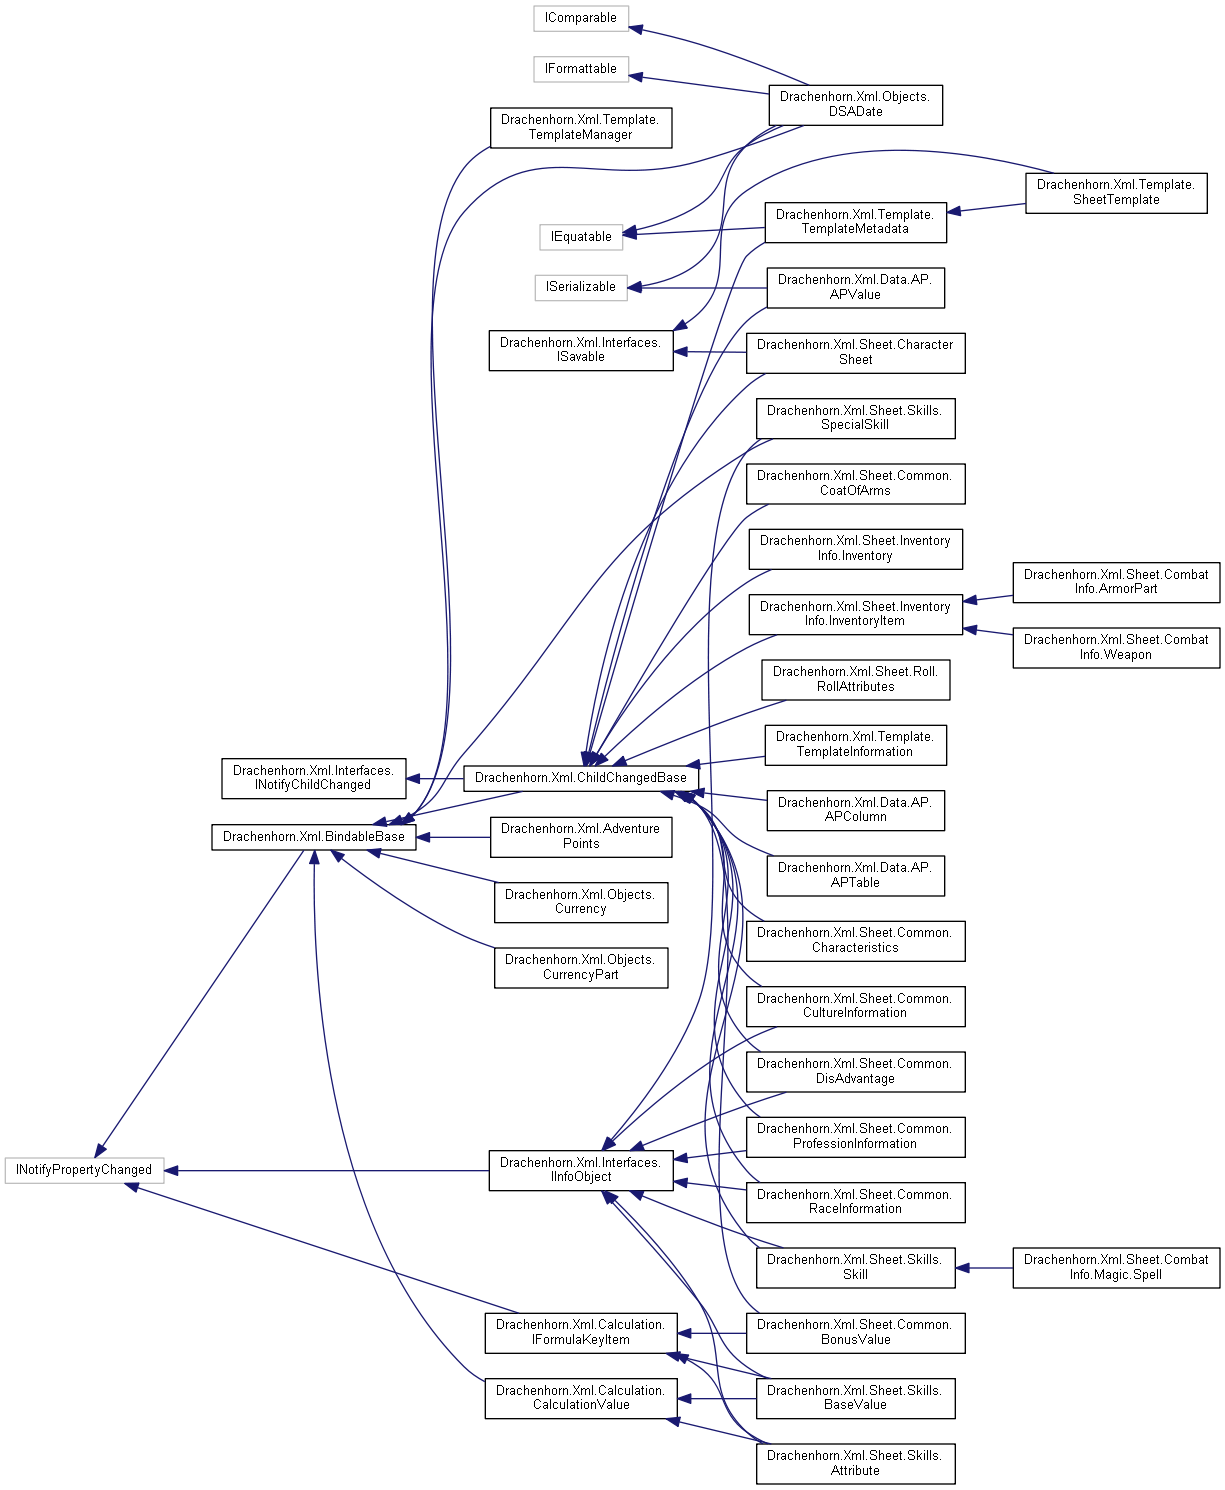 IComparable
IFormattable
Drachenhorn.Xml.Objects.
DSADate
Drachenhorn.Xml.Template.
TemplateManager
Drachenhorn.Xml.Template.
SheetTemplate
Drachenhorn.Xml.Template.
TemplateMetadata
IEquatable
ISerializable
Drachenhorn.Xml.Data.AP.
APValue
Drachenhorn.Xml.Interfaces.
ISavable
Drachenhorn.Xml.Sheet.Character
Sheet
Drachenhorn.Xml.Sheet.Skills.
SpecialSkill
Drachenhorn.Xml.Sheet.Common.
CoatOfArms
Drachenhorn.Xml.Sheet.Inventory
Info.Inventory
Drachenhorn.Xml.Sheet.Combat
Info.ArmorPart
Drachenhorn.Xml.Sheet.Inventory
Info.InventoryItem
Drachenhorn.Xml.Sheet.Combat
Info.Weapon
Drachenhorn.Xml.Sheet.Roll.
RollAttributes
Drachenhorn.Xml.Template.
TemplateInformation
Drachenhorn.Xml.Interfaces.
INotifyChildChanged
Drachenhorn.Xml.ChildChangedBase
Drachenhorn.Xml.Data.AP.
APColumn
Drachenhorn.Xml.BindableBase
Drachenhorn.Xml.Adventure
Points
Drachenhorn.Xml.Data.AP.
APTable
Drachenhorn.Xml.Objects.
Currency
Drachenhorn.Xml.Sheet.Common.
Characteristics
Drachenhorn.Xml.Objects.
CurrencyPart
Drachenhorn.Xml.Sheet.Common.
CultureInformation
Drachenhorn.Xml.Sheet.Common.
DisAdvantage
Drachenhorn.Xml.Sheet.Common.
ProfessionInformation
INotifyPropertyChanged
Drachenhorn.Xml.Interfaces.
IInfoObject
Drachenhorn.Xml.Sheet.Common.
RaceInformation
Drachenhorn.Xml.Sheet.Skills.
Skill
Drachenhorn.Xml.Sheet.Combat
Info.Magic.Spell
Drachenhorn.Xml.Calculation.
IFormulaKeyItem
Drachenhorn.Xml.Sheet.Common.
BonusValue
Drachenhorn.Xml.Calculation.
CalculationValue
Drachenhorn.Xml.Sheet.Skills.
BaseValue
Drachenhorn.Xml.Sheet.Skills.
Attribute